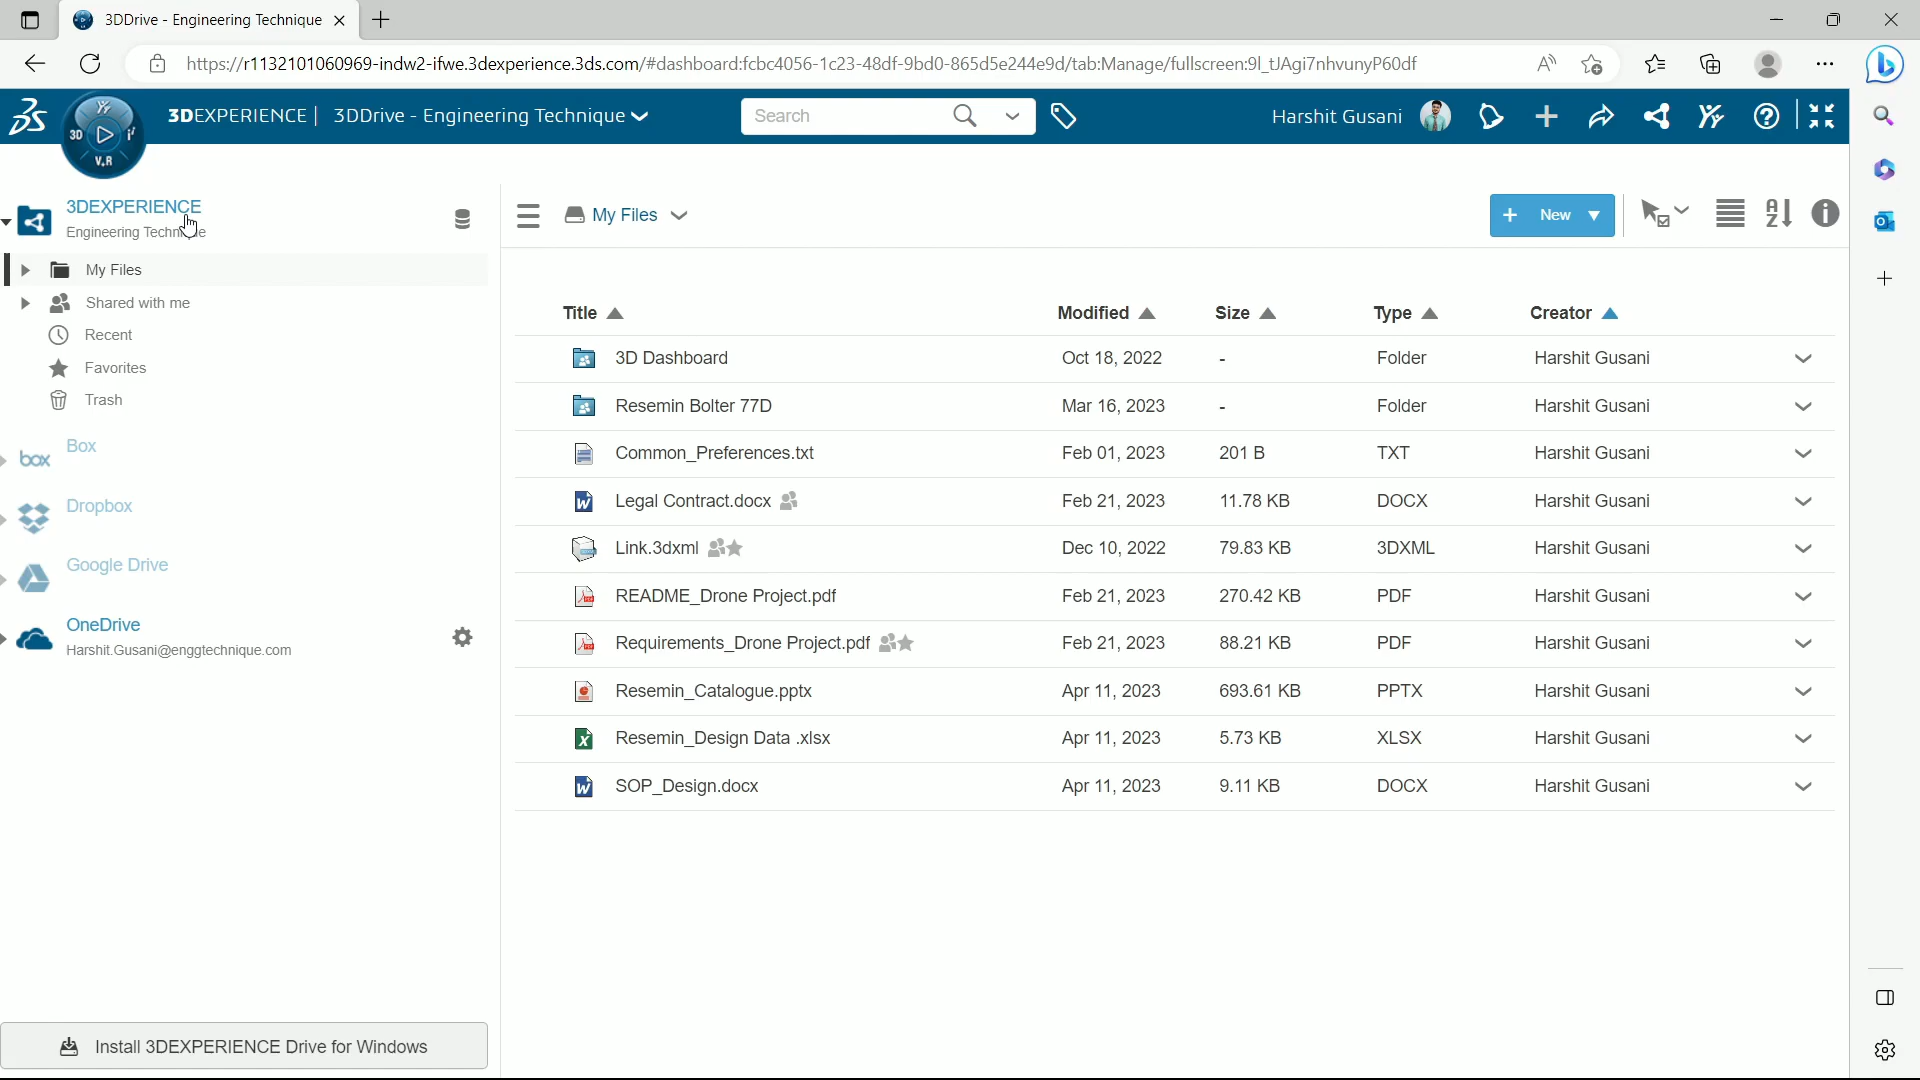 3DDrive - Engineering Technique
https://r1132101060969-indw2-ifwe.3dexperience.3ds.com/#dashboard:fcbc4056-1c23-48df-9bd0-865d5e244e9d/tab:Manage/fullscreen:9I_tJAgi7nhvunyP60df
3DEXPERIENCE | 3DDrive - Engineering Technique
Search
Harshit Gusani
3D
V.R
3DEXPERIENCE
Engineering Technique
My Files
Shared with me
Recent
Favorites
Trash
Box
box
Dropbox
Google Drive
OneDrive
Harshit.Gusani@enggtechnique.com
Install 3DEXPERIENCE Drive for Windows
My Files
+ New
Title Modified Size Type Creator
3D Dashboard Oct 18, 2022 - Folder Harshit Gusani
Resemin Bolter 77D Mar 16, 2023 - Folder Harshit Gusani
Common_Preferences.txt Feb 01, 2023 201 B TXT Harshit Gusani
Legal Contract.docx Feb 21, 2023 11.78 KB DOCX Harshit Gusani
Link.3dxml Dec 10, 2022 79.83 KB 3DXML Harshit Gusani
README_Drone Project.pdf Feb 21, 2023 270.42 KB PDF Harshit Gusani
Requirements_Drone Project.pdf Feb 21, 2023 88.21 KB PDF Harshit Gusani
Resemin_Catalogue.pptx Apr 11, 2023 693.61 KB PPTX Harshit Gusani
Resemin_Design Data .xlsx Apr 11, 2023 5.73 KB XLSX Harshit Gusani
SOP_Design.docx Apr 11, 2023 9.11 KB DOCX Harshit Gusani